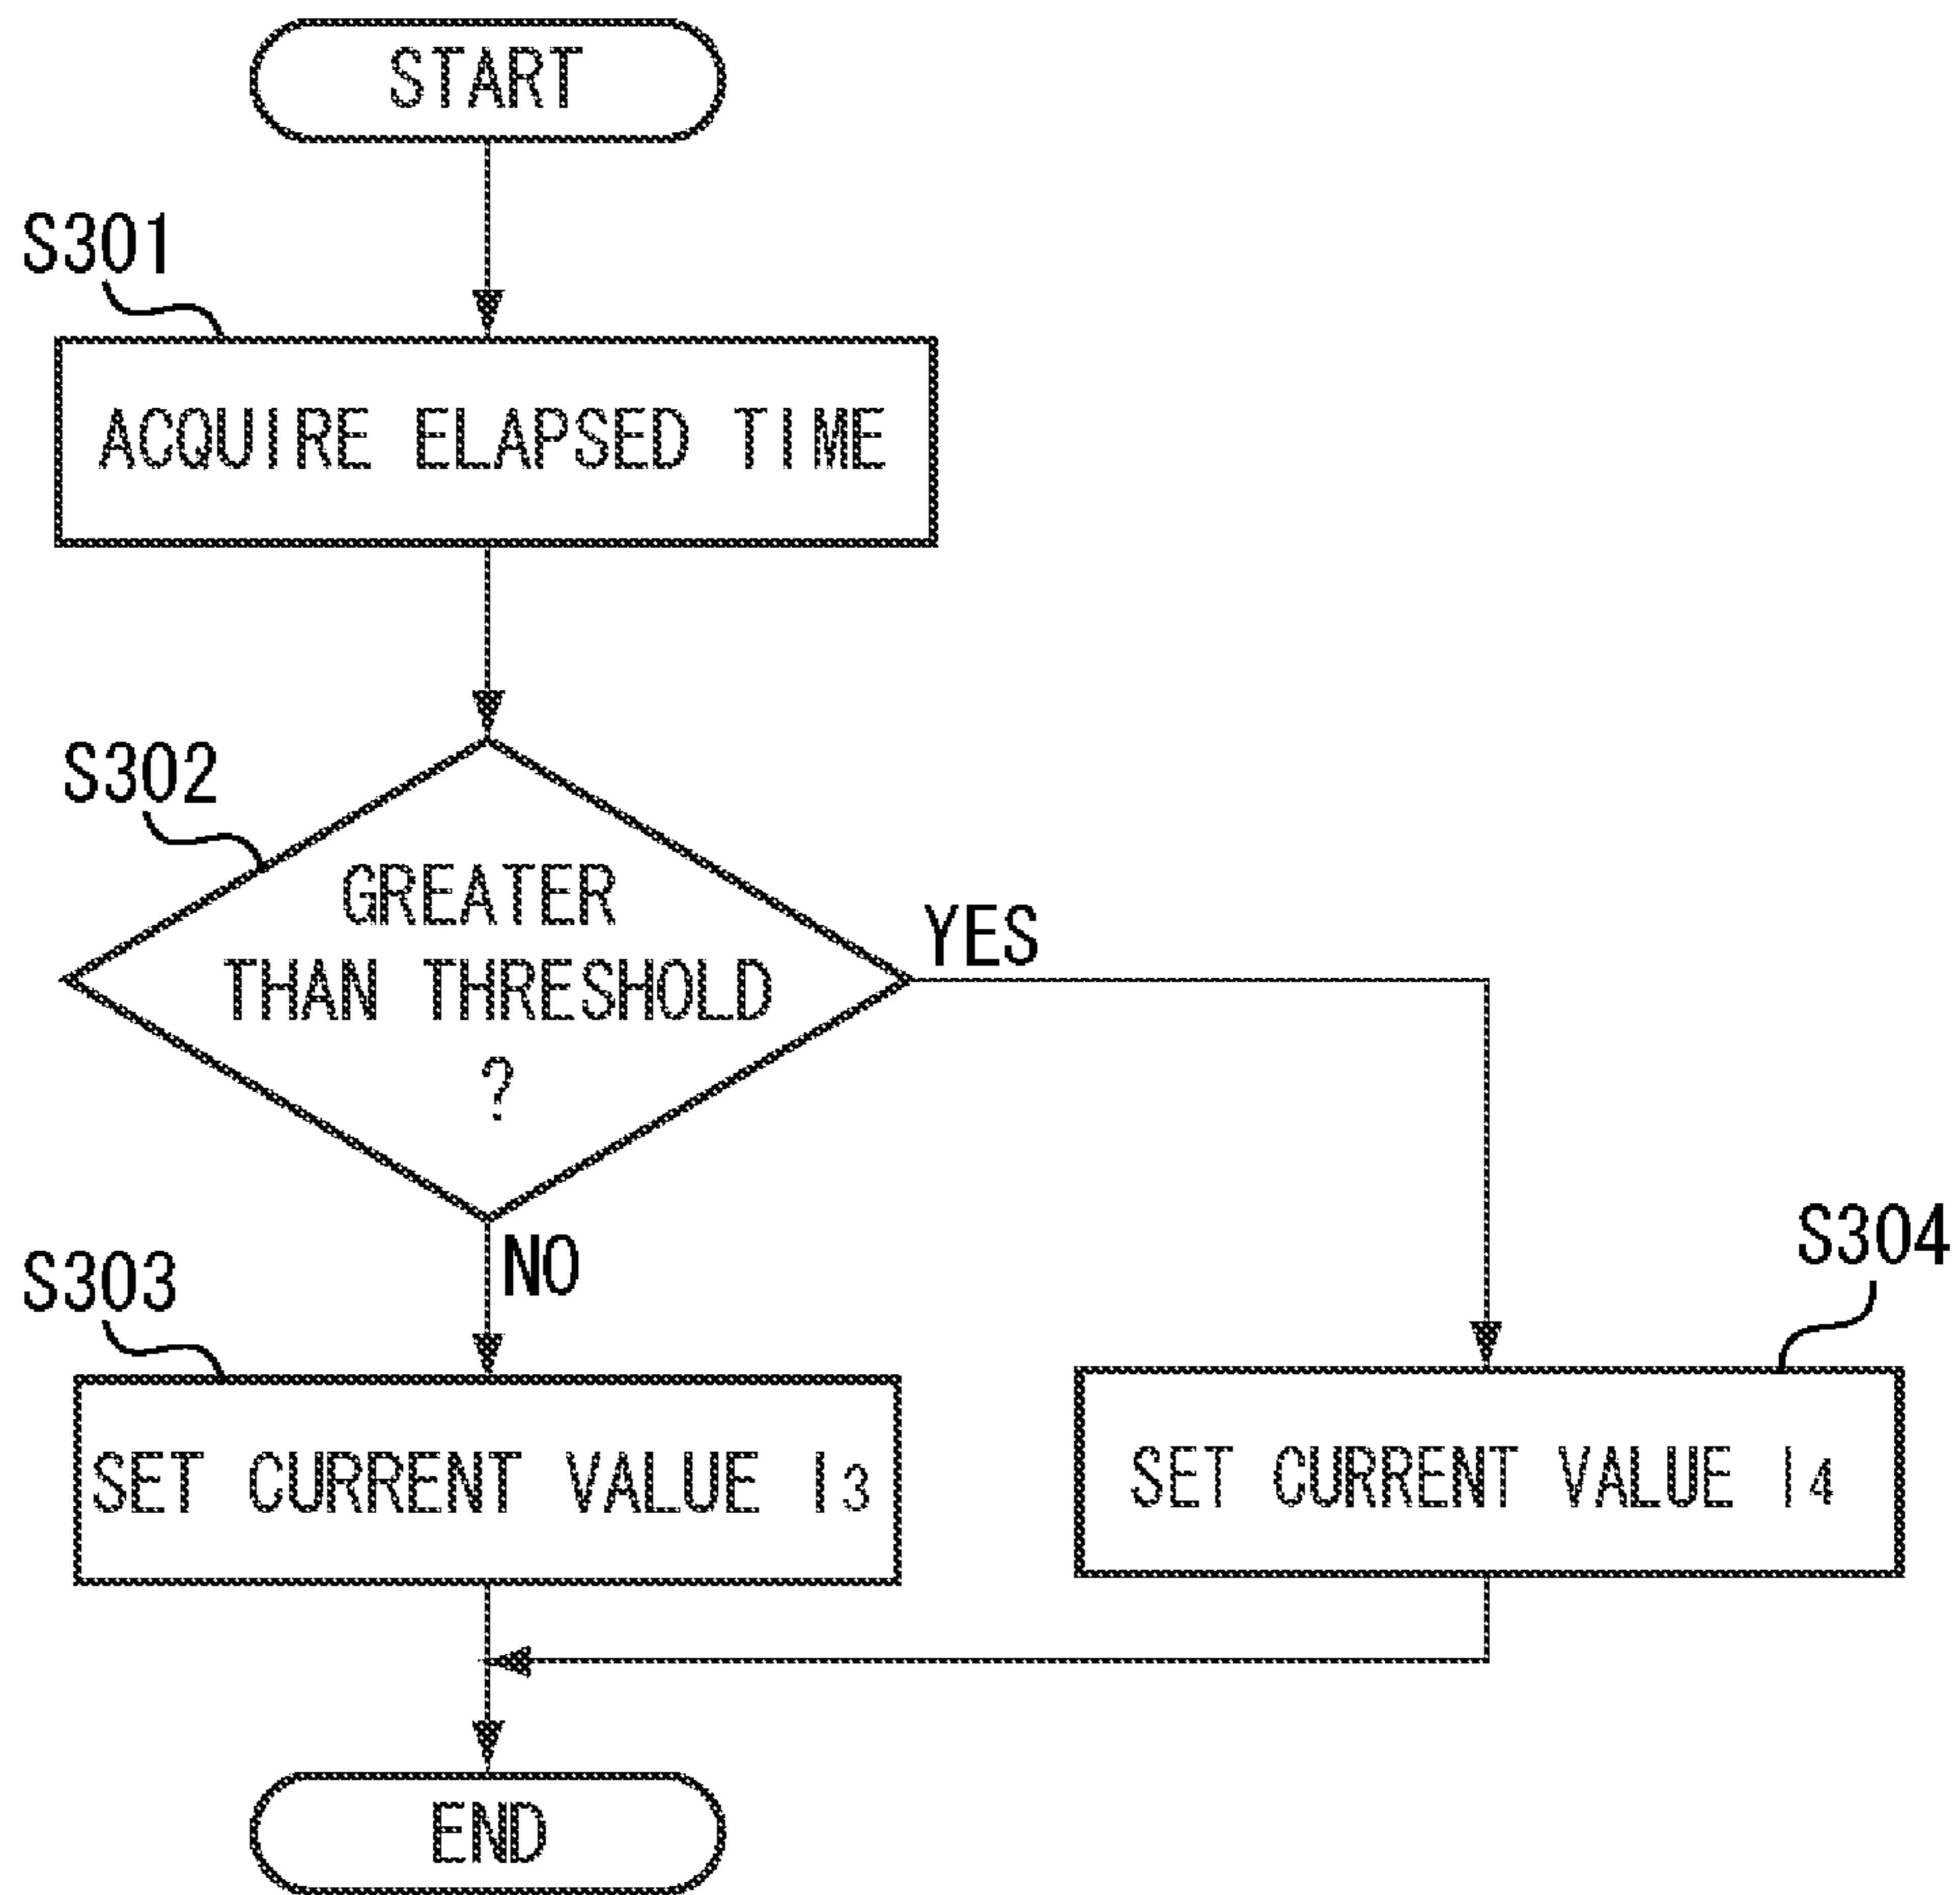 START
S301
ACQUIRE ELAPSED TIME
S302
GREATER
THAN THRESHOLD
?
YES
NO
S303
SET CURRENT VALUE I3
S304
SET CURRENT VALUE I4
END